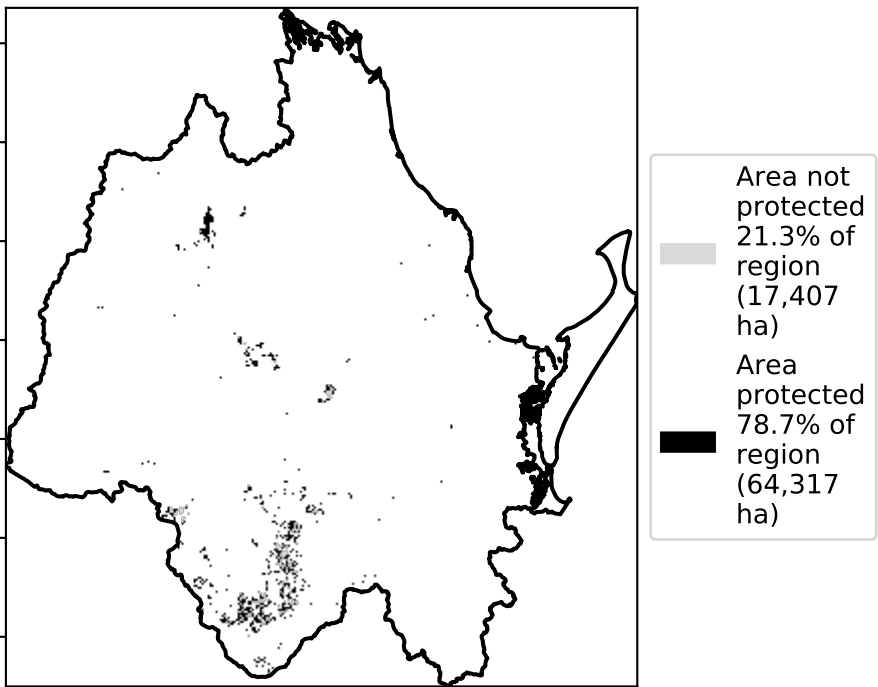 Area not
protected
21.3% of
region
(17,407
ha)
Area
protected
78.7% of
region
(64,317
ha)